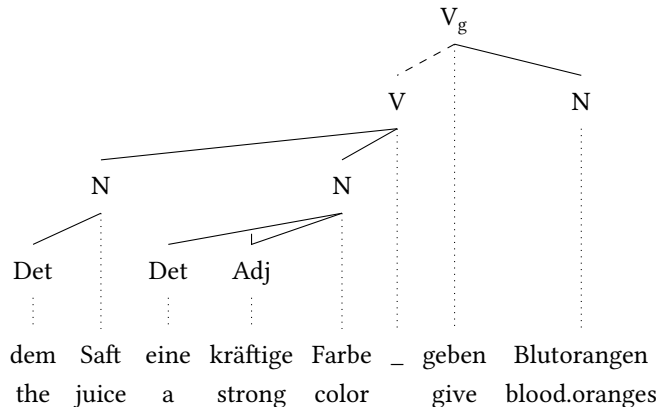 V_g
V N
N N
Det Det Adj
dem Saft eine kräftige Farbe _ geben Blutorangen
the juice a strong color give blood.oranges